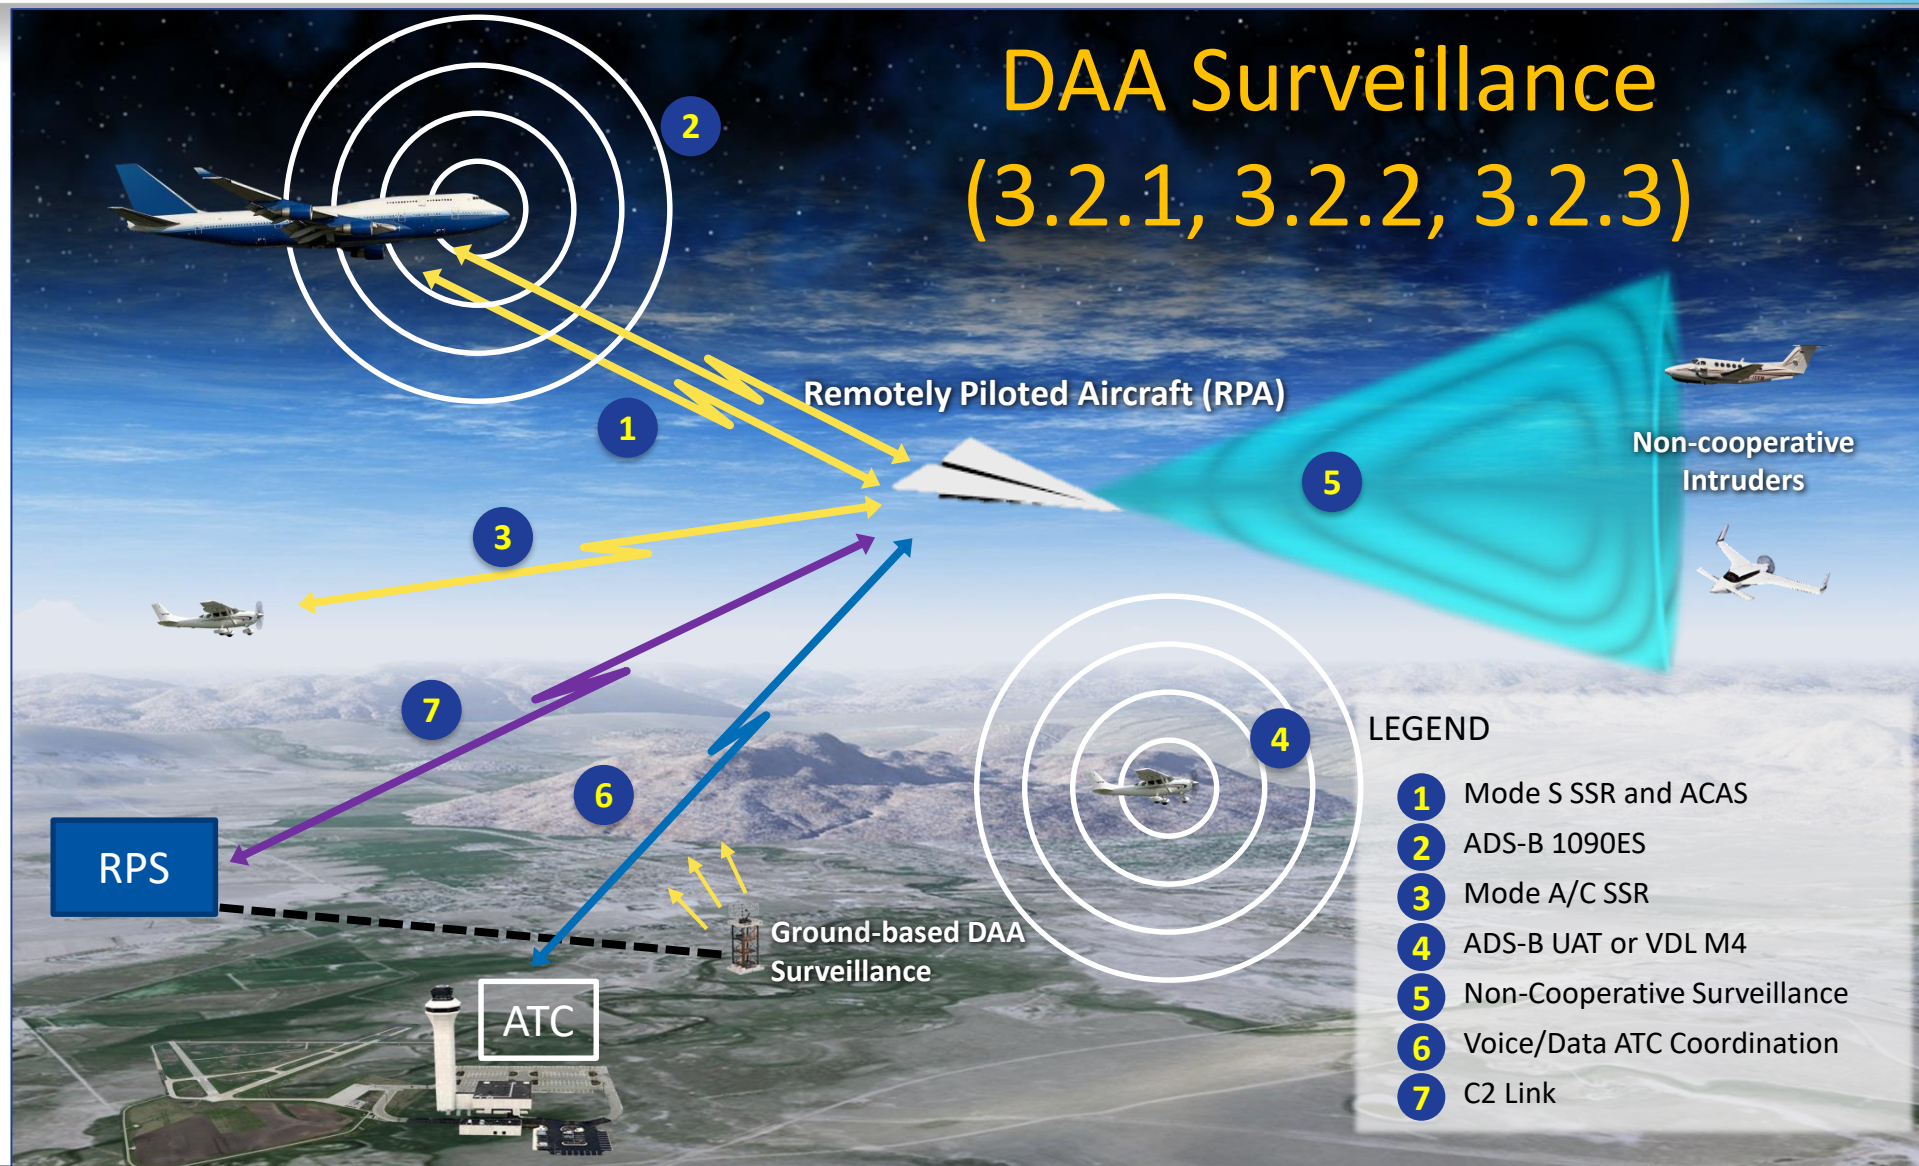 DAA Surveillance
(3.2.1, 3.2.2, 3.2.3)
2
Remotely Piloted Aircraft (RPA)
1
Non-cooperative
Intruders
5
3
7
4
6
RPS
Ground-based DAA
Surveillance
ATC
LEGEND
1 Mode S SSR and ACAS
2 ADS-B 1090ES
3 Mode A/C SSR
4 ADS-B UAT or VDL M4
5 Non-Cooperative Surveillance
6 Voice/Data ATC Coordination
7 C2 Link